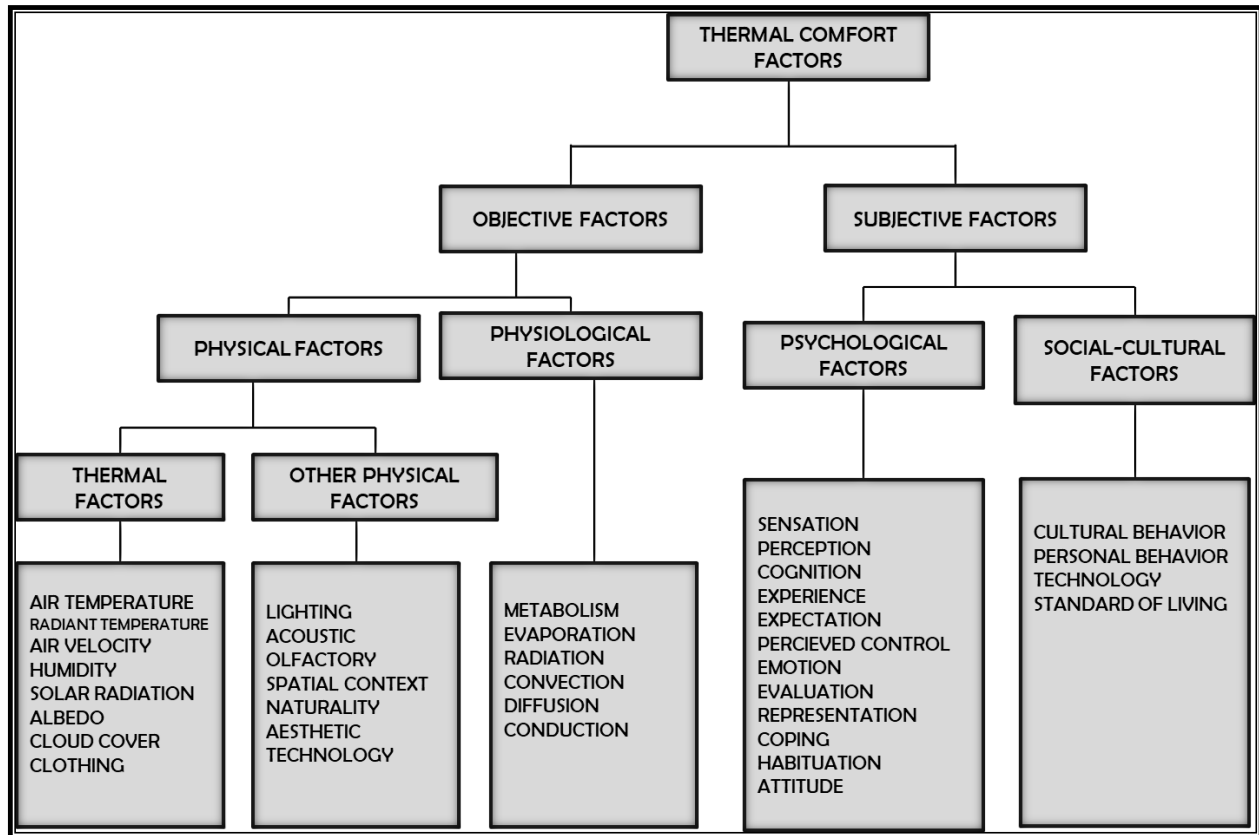 THERMAL COMFORT
FACTORS
OBJECTIVE FACTORS
SUBJECTIVE FACTORS
PHYSICAL FACTORS
PHYSIOLOGICAL
FACTORS
PSYCHOLOGICAL
FACTORS
SOCIAL-CULTURAL
FACTORS
THERMAL
FACTORS
OTHER PHYSICAL
FACTORS
AIR TEMPERATURE
RADIANT TEMPERATURE
AIR VELOCITY
HUMIDITY
SOLAR RADIATION
ALBEDO
CLOUD COVER
CLOTHING
LIGHTING
ACOUSTIC
OLFACTORY
SPATIAL CONTEXT
NATURALITY
AESTHETIC
TECHNOLOGY
METABOLISM
EVAPORATION
RADIATION
CONVECTION
DIFFUSION
CONDUCTION
SENSATION
PERCEPTION
COGNITION
EXPERIENCE
EXPECTATION
PERCIEVED CONTROL
EMOTION
EVALUATION
REPRESENTATION
COPING
HABITUATION
ATTITUDE
CULTURAL BEHAVIOR
PERSONAL BEHAVIOR
TECHNOLOGY
STANDARD OF LIVING